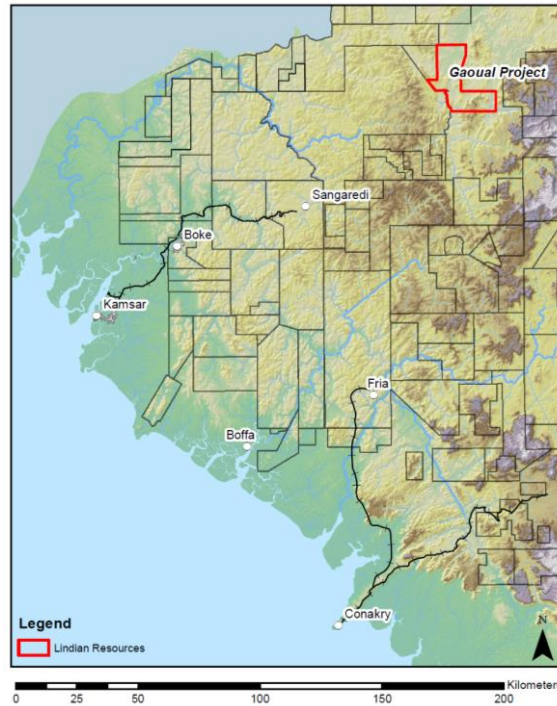 Gaoual Project
Sangaredi
Boke
Kamsar
Fria
Boffa
Conakry
Legend
Lindian Resources
N
Kilometer
0 25 50 100 150 200